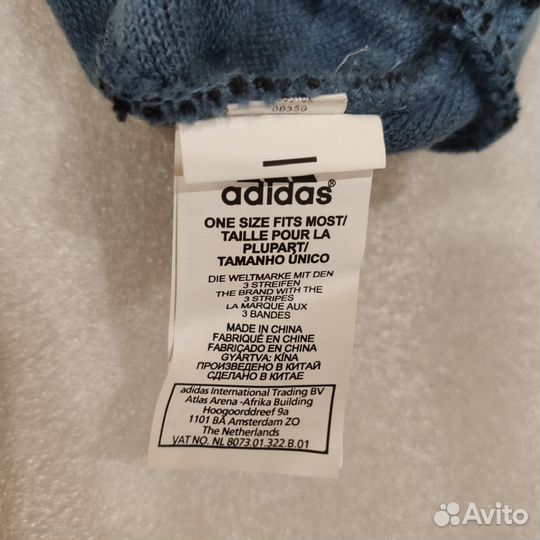 adidas®
ONE SIZE FITS MOST/
TAILLE POUR LA
PLUPART/
TAMANHO ÚNICO
DIE WELTMARKE MIT DEN
3 STREIFEN
THE BRAND WITH THE
3 STRIPES
LA MARQUE AUX
3 BANDES
MADE IN CHINA
FABRIQUÉ EN CHINE
FABRICADO EN CHINA
GYÁRTVA: KÍNA
ПРОИЗВЕДЕНО В КИТАЙ
СДЕЛАНО В КИТАЕ
adidas International Trading BV
Atlas Arena -Afrika Building
Hoogoorddreef 9a
1101 BA Amsterdam ZO
The Netherlands
VAT NO. NL 8073.01.322.B.01
Avito